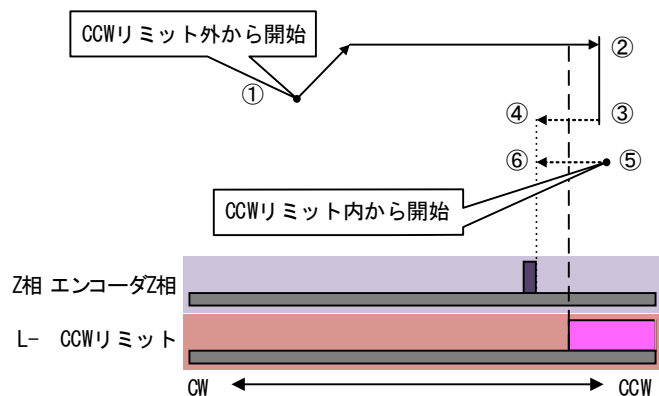 CCWリミット外から開始
①
②
④
③
⑥
⑤
CCWリミット内から開始
Z相 エンコーダZ相
L- CCWリミット
CW
CCW